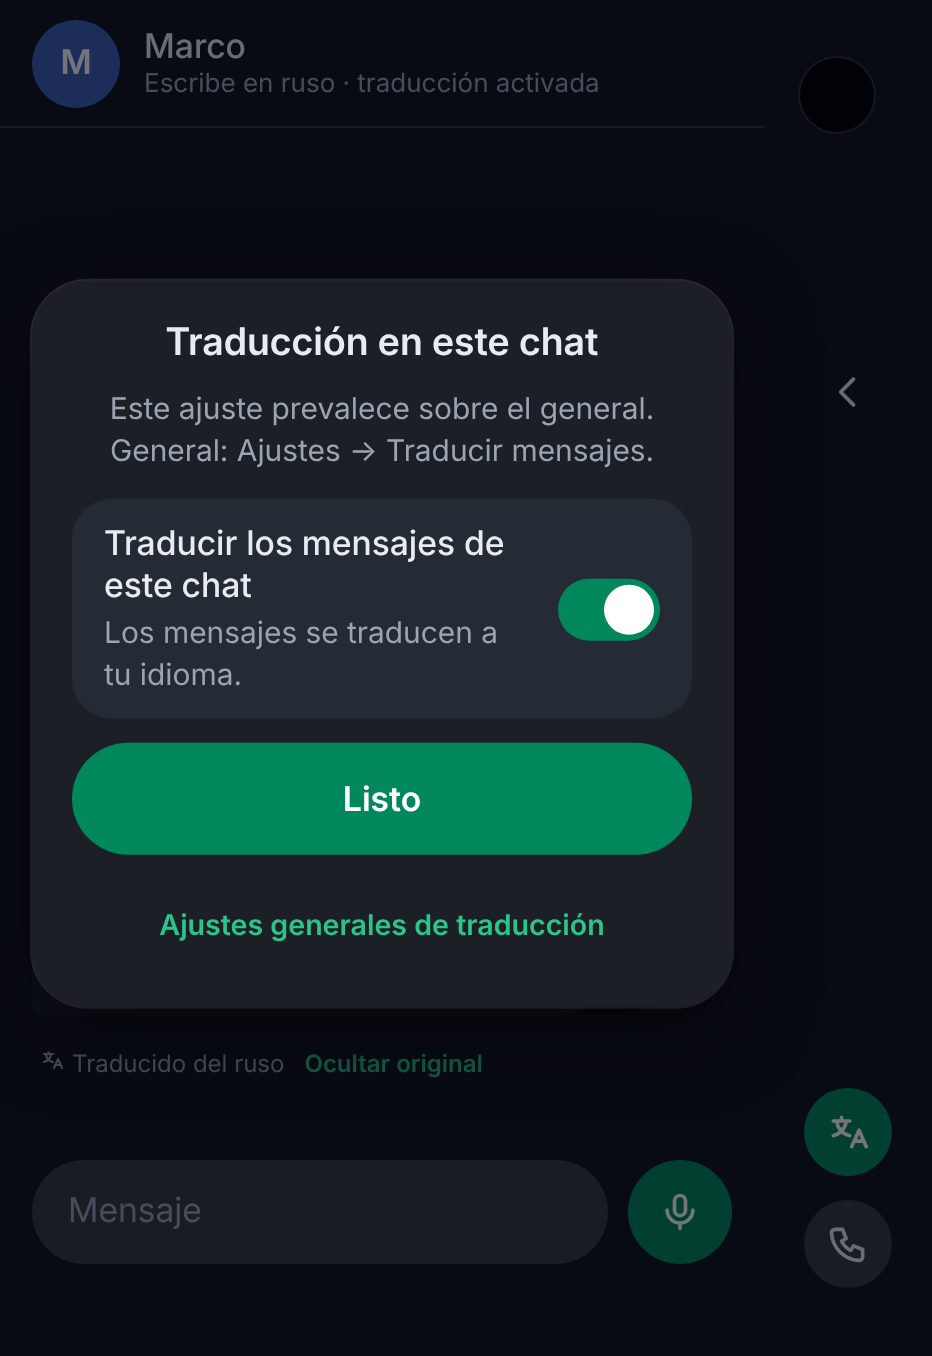 M
Marco
Escribe en ruso · traducción activada
Traducción en este chat
Este ajuste prevalece sobre el general.
General: Ajustes → Traducir mensajes.
Traducir los mensajes de
este chat
Los mensajes se traducen a
tu idioma.
Listo
Ajustes generales de traducción
Traducido del ruso Ocultar original
Mensaje